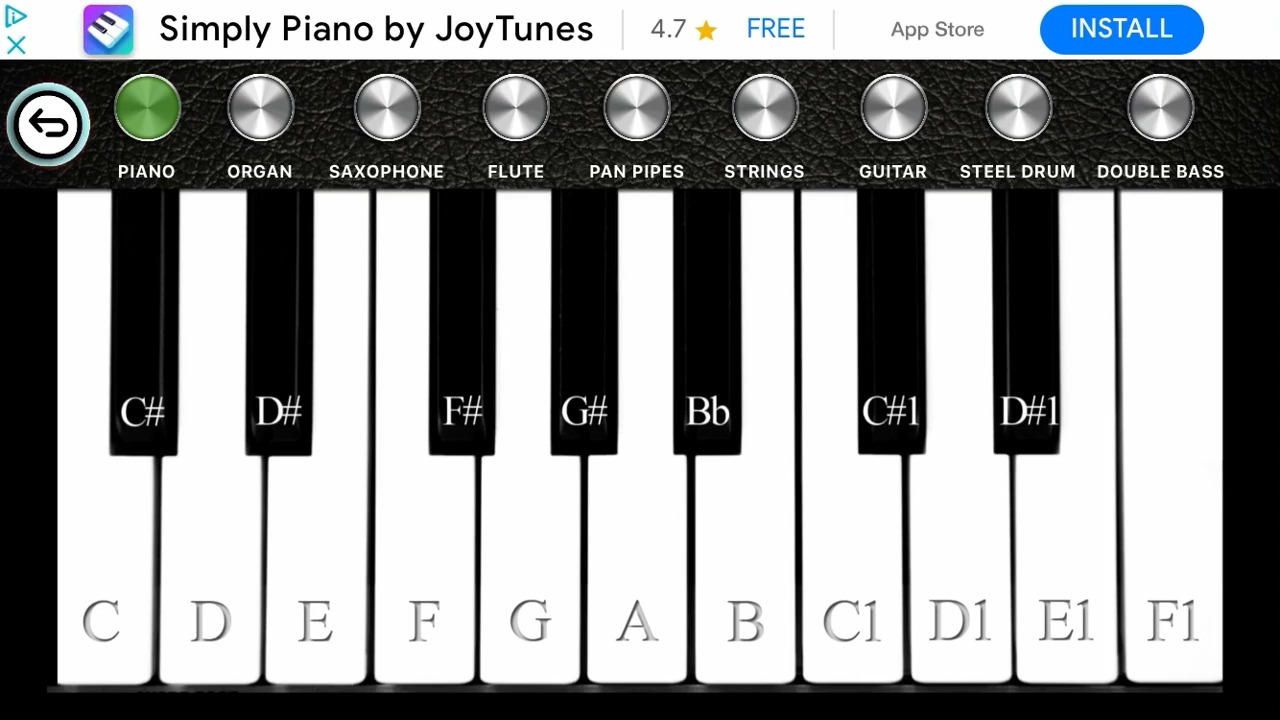 Simply Piano by JoyTunes 4.7 FREE App Store INSTALL
PIANO ORGAN SAXOPHONE FLUTE PAN PIPES STRINGS GUITAR STEEL DRUM DOUBLE BASS
C# D# F# G# Bb C#1 D#1
C D E F G A B C1 D1 E1 F1